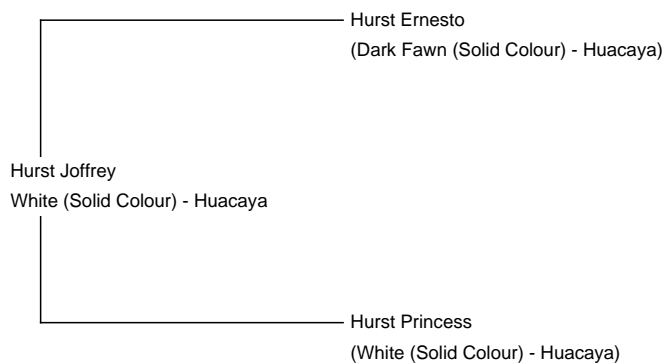 Hurst Ernesto
(Dark Fawn (Solid Colour) - Huacaya)
Hurst Joffrey
White (Solid Colour) - Huacaya
Hurst Princess
(White (Solid Colour) - Huacaya)